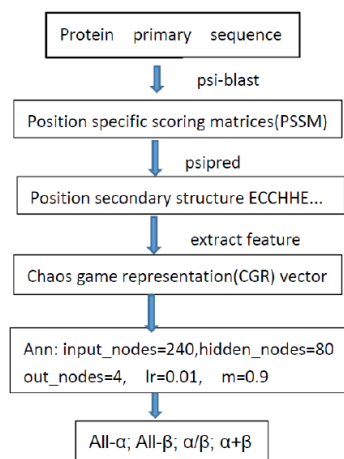 Protein primary sequence
psi-blast
Position specific scoring matrices(PSSM)
psipred
Position secondary structure ECCHHE...
extract feature
Chaos game representation(CGR) vector
Ann: input_nodes=240,hidden_nodes=80
out_nodes=4, lr=0.01, m=0.9
All-α; All-β; α/β; α+β